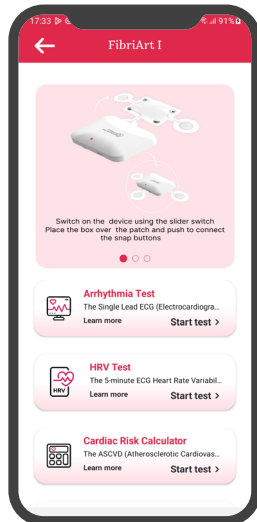 17:33
91%
FibriArt I
Switch on the device using the slider switch
Place the box over the patch and push to connect
the snap buttons
Arrhythmia Test
The Single Lead ECG (Electrocardiogra...
Learn more
Start test >
HRV
HRV Test
The 5-minute ECG Heart Rate Variabil...
Learn more
Start test >
Cardiac Risk Calculator
The ASCVD (Atherosclerotic Cardiovas...
Learn more
Start test >